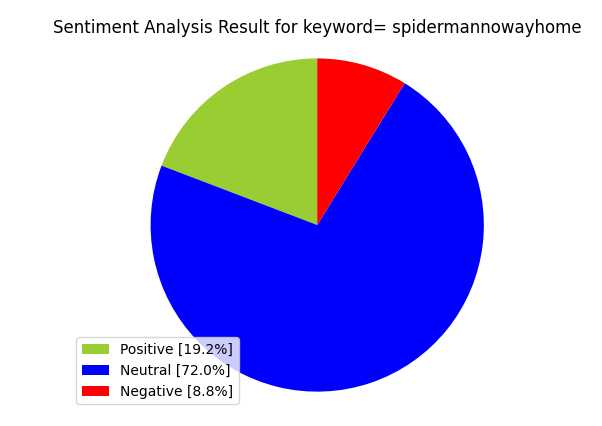 Sentiment Analysis Result for keyword= spidermannowayhome
Positive [19.2%]
Neutral [72.0%]
Negative [8.8%]